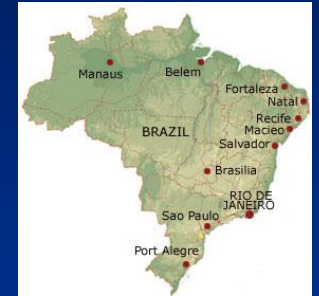 Manaus
Belem
Fortaleza
Natal
Recife
Macieo
BRAZIL
Salvador
Brasilia
RIO DE
JANEIRO
Sao Paulo
Port Alegre